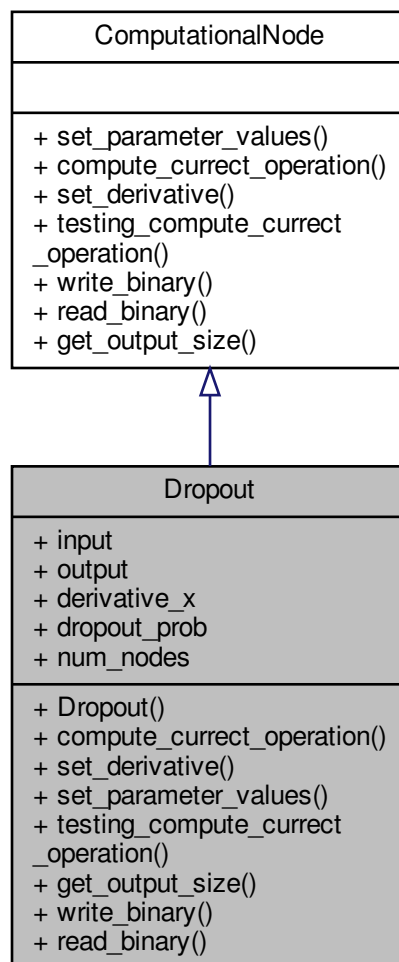 ComputationalNode
+ set_parameter_values()
+ compute_currect_operation()
+ set_derivative()
+ testing_compute_currect
_operation()
+ write_binary()
+ read_binary()
+ get_output_size()
Dropout
+ input
+ output
+ derivative_x
+ dropout_prob
+ num_nodes
+ Dropout()
+ compute_currect_operation()
+ set_derivative()
+ set_parameter_values()
+ testing_compute_currect
_operation()
+ get_output_size()
+ write_binary()
+ read_binary()